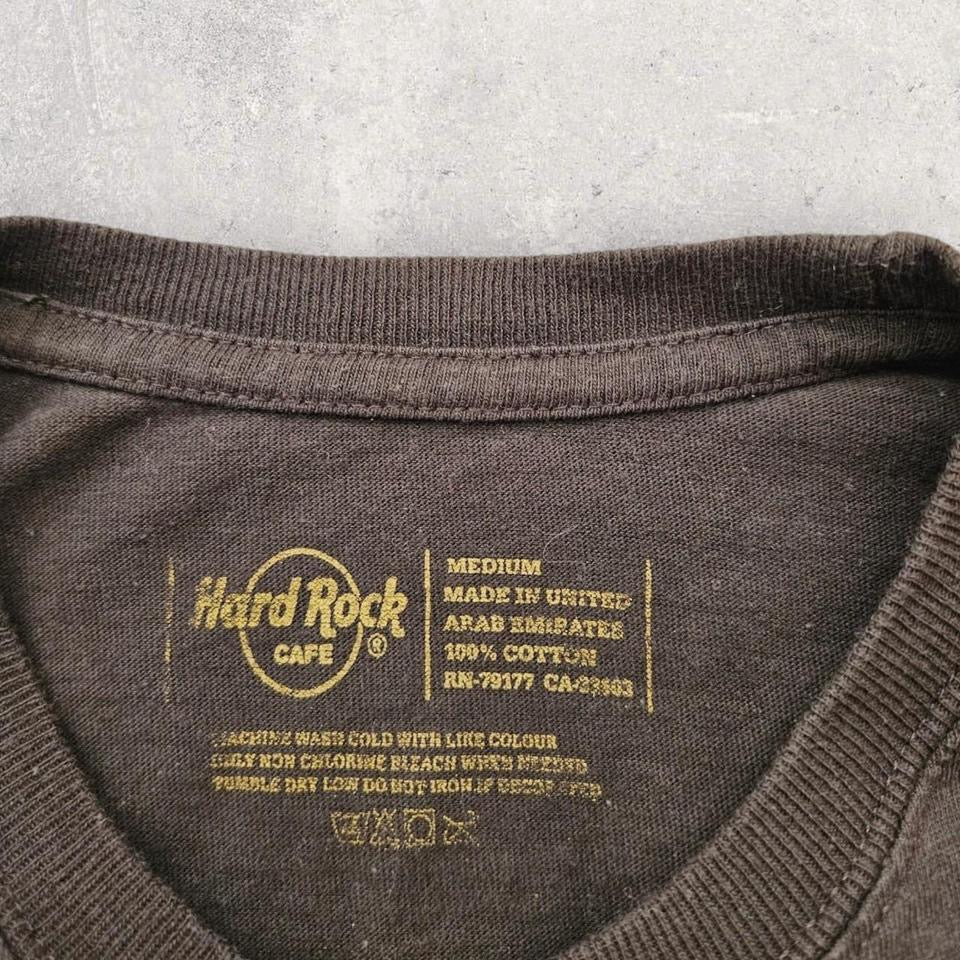 Hard Rock
CAFE
®
MEDIUM
MADE IN UNITED
ARAB EMIRATES
100% COTTON
RN-79177 CA-
MACHINE WASH COLD WITH LIKE COLOUR
ONLY NON CHLORINE BLEACH WHEN NEEDED
TUMBLE DRY LOW DO NOT IRON IF DECORATED